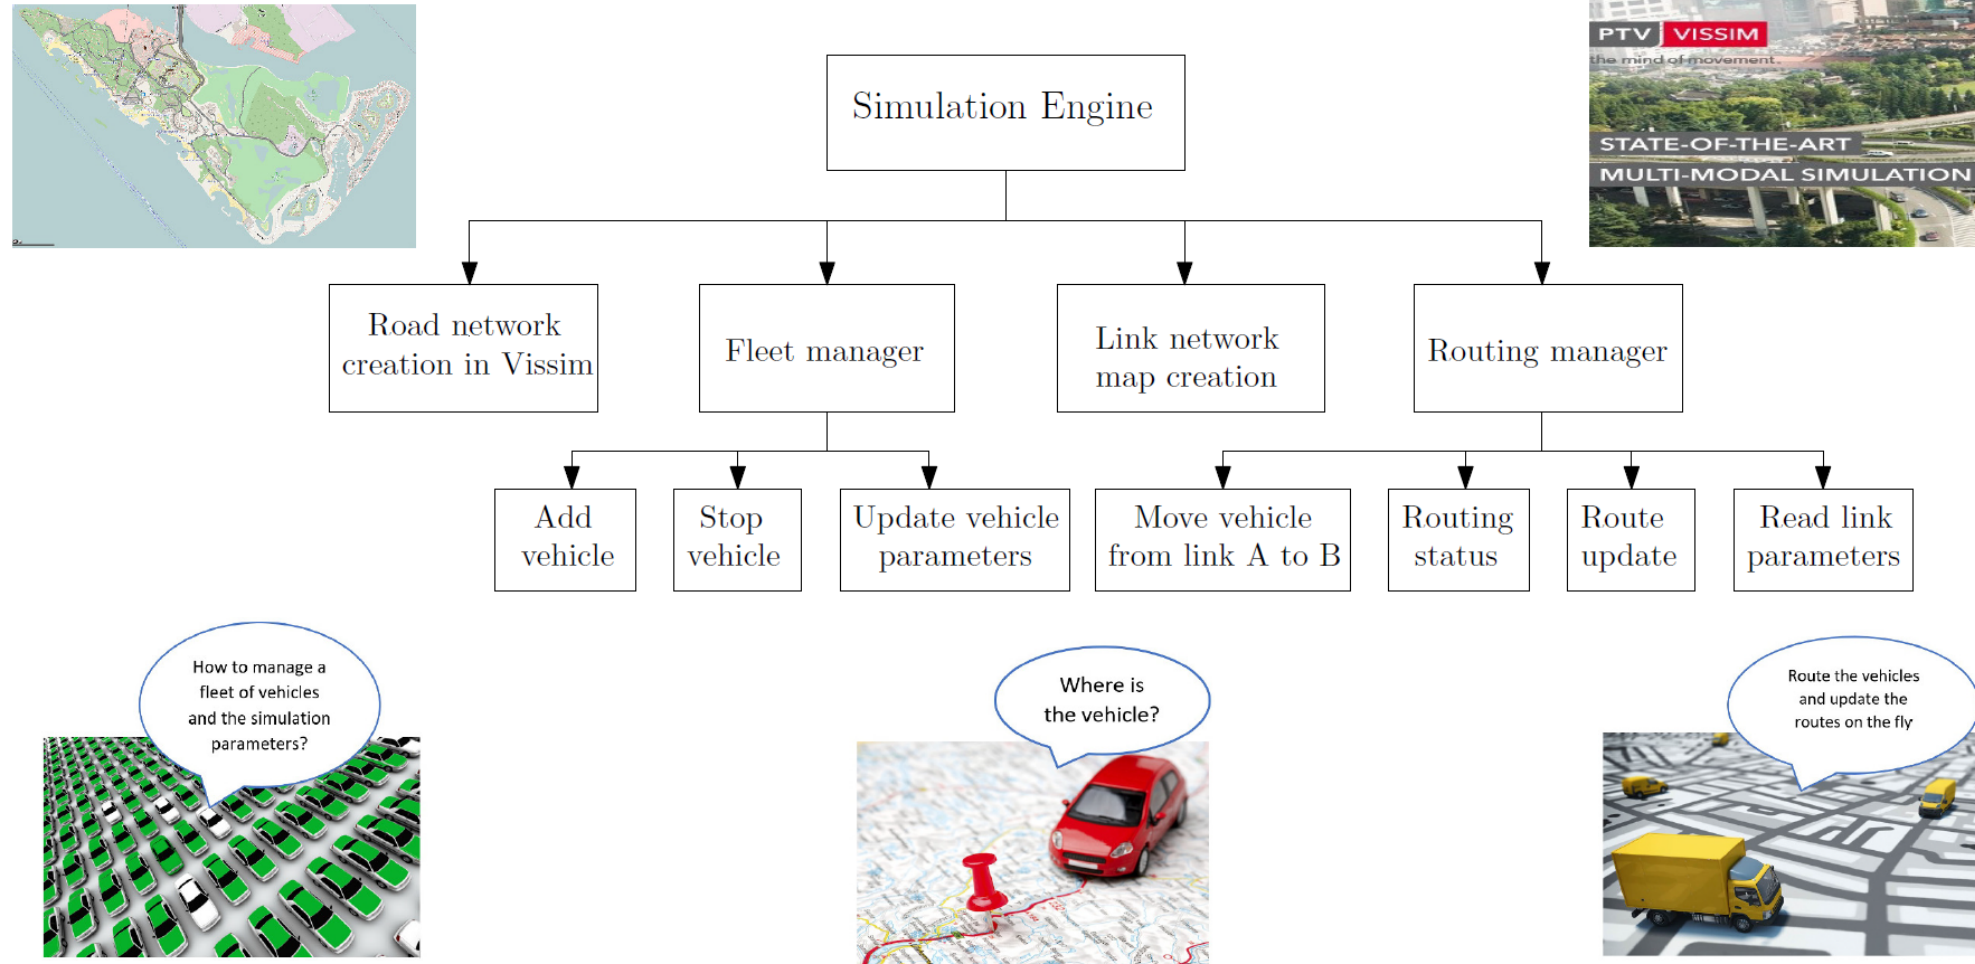 PTV VISSIM
the mind of movement.
STATE-OF-THE-ART
MULTI-MODAL SIMULATION
Simulation Engine
Road network
creation in Vissim
Fleet manager
Link network
map creation
Routing manager
Add
vehicle
Stop
vehicle
Update vehicle
parameters
Move vehicle
from link A to B
Routing
status
Route
update
Read link
parameters
How to manage a
fleet of vehicles
and the simulation
parameters?
Where is
the vehicle?
Route the vehicles
and update the
routes on the fly